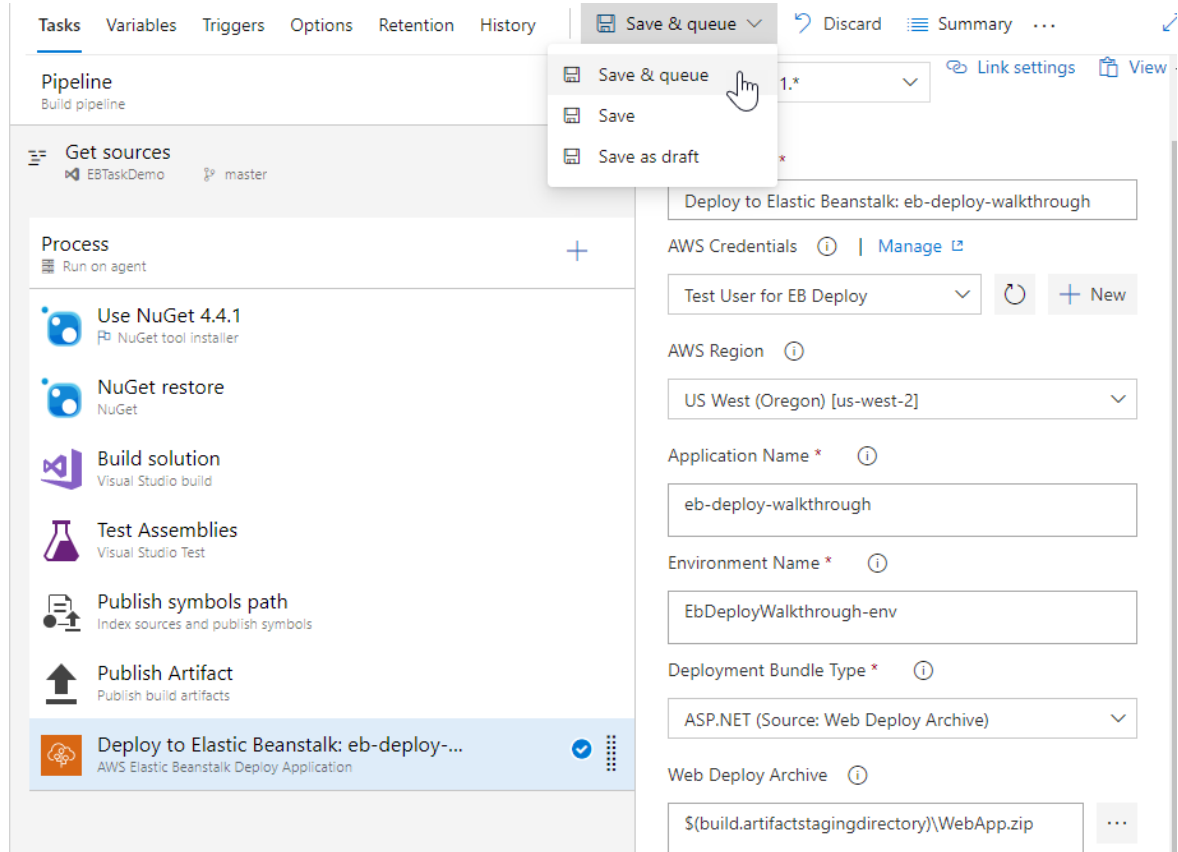 Tasks Variables Triggers Options Retention History Save & queue Discard Summary ...
Save & queue
Save
Save as draft
Pipeline
Build pipeline
1.*
Link settings View
Get sources
EBTaskDemo master
*
Deploy to Elastic Beanstalk: eb-deploy-walkthrough
Process
Run on agent
AWS Credentials | Manage
Test User for EB Deploy
New
Use NuGet 4.4.1
NuGet tool installer
AWS Region
US West (Oregon) [us-west-2]
NuGet restore
NuGet
Application Name *
eb-deploy-walkthrough
Build solution
Visual Studio build
Test Assemblies
Visual Studio Test
Environment Name *
EbDeployWalkthrough-env
Publish symbols path
Index sources and publish symbols
Publish Artifact
Publish build artifacts
Deployment Bundle Type *
ASP.NET (Source: Web Deploy Archive)
Deploy to Elastic Beanstalk: eb-deploy-...
AWS Elastic Beanstalk Deploy Application
Web Deploy Archive
$(build.artifactstagingdirectory)\WebApp.zip
...